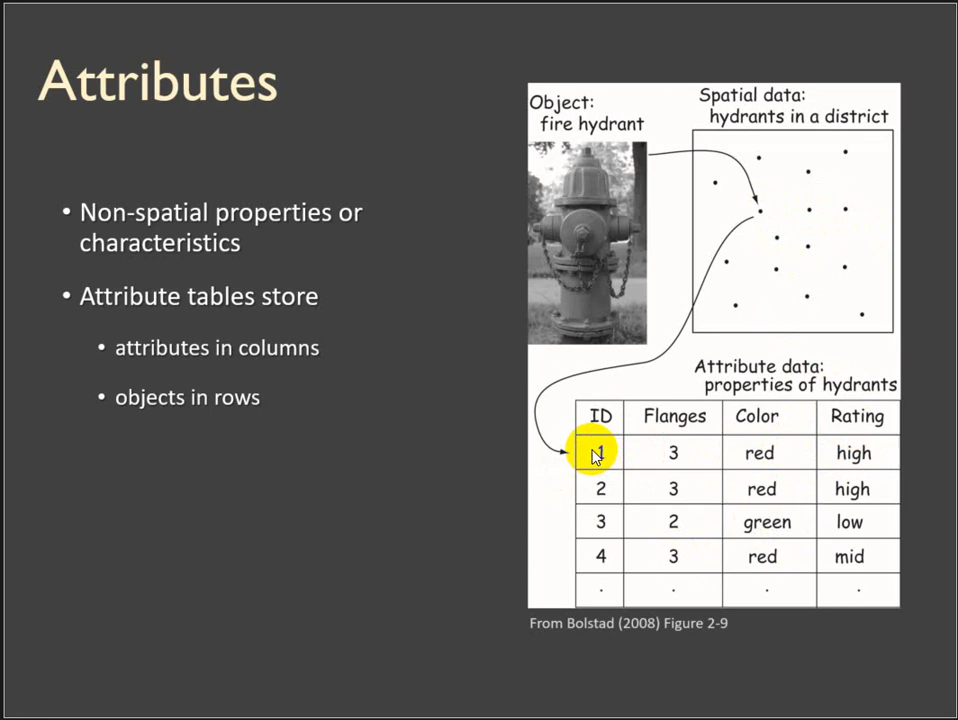 Attributes
• Non-spatial properties or
characteristics
• Attribute tables store
• attributes in columns
• objects in rows
Object:
fire hydrant
Spatial data:
hydrants in a district
Attribute data:
properties of hydrants
ID Flanges Color Rating
1 3 red high
2 3 red high
3 2 green low
4 3 red mid
. . . .
From Bolstad (2008) Figure 2-9